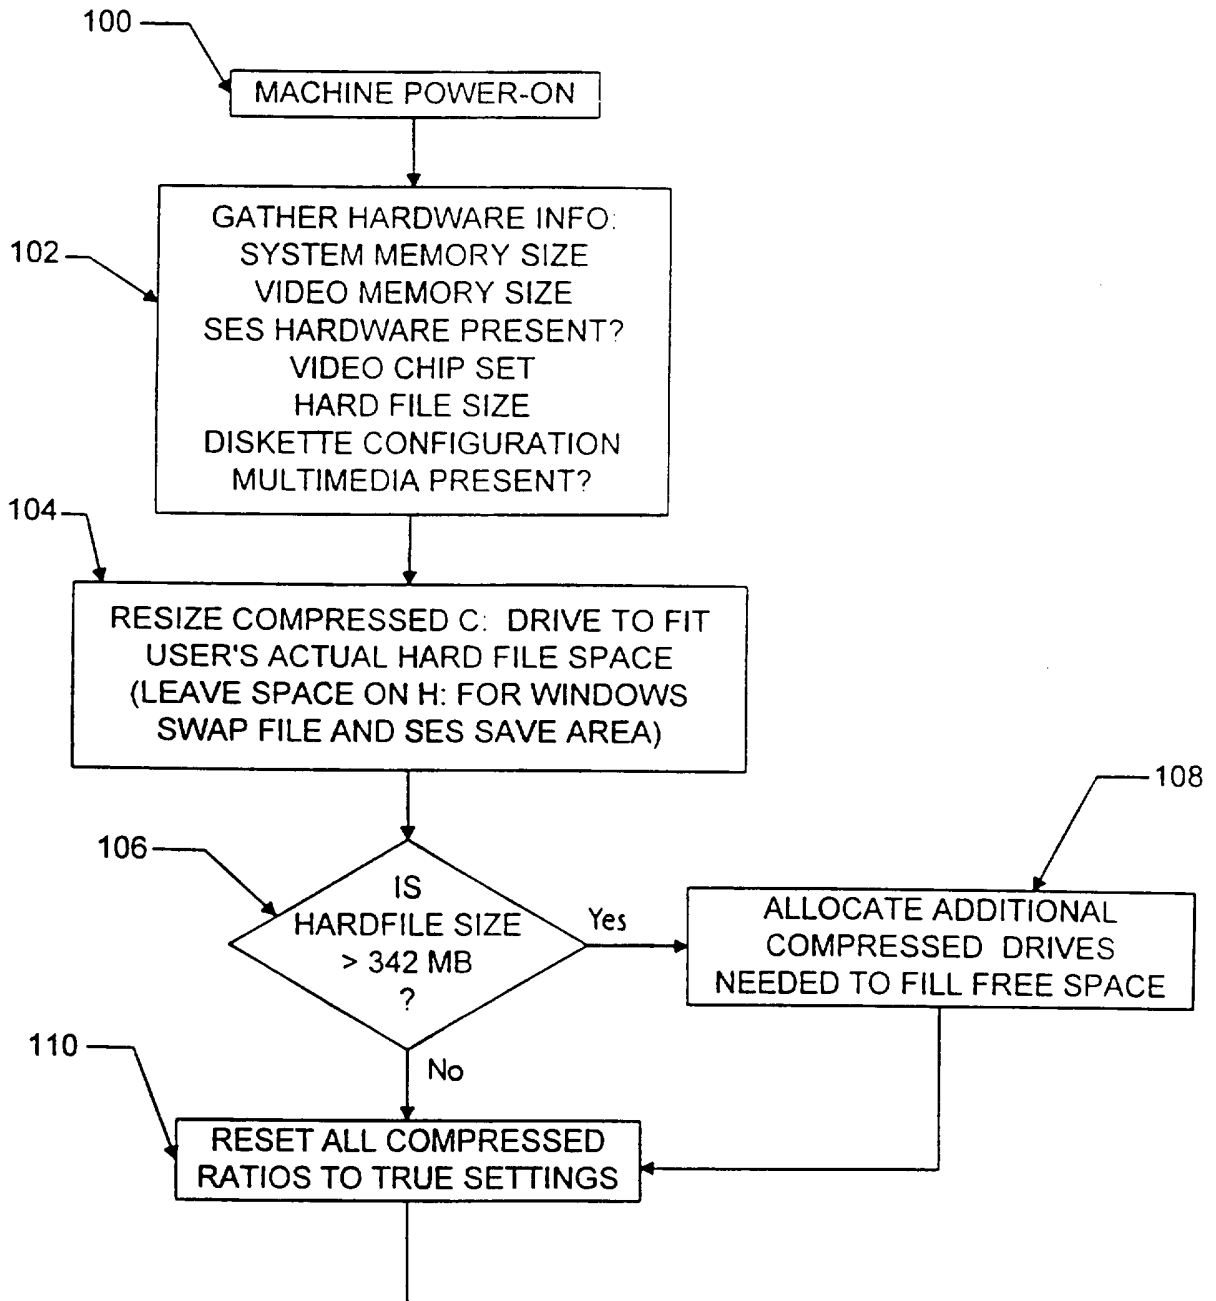 100
MACHINE POWER-ON
102
GATHER HARDWARE INFO:
SYSTEM MEMORY SIZE
VIDEO MEMORY SIZE
SES HARDWARE PRESENT?
VIDEO CHIP SET
HARD FILE SIZE
DISKETTE CONFIGURATION
MULTIMEDIA PRESENT?
104
RESIZE COMPRESSED C: DRIVE TO FIT
USER'S ACTUAL HARD FILE SPACE
(LEAVE SPACE ON H: FOR WINDOWS
SWAP FILE AND SES SAVE AREA)
106
IS
HARDFILE SIZE
> 342 MB
?
Yes
108
ALLOCATE ADDITIONAL
COMPRESSED DRIVES
NEEDED TO FILL FREE SPACE
No
110
RESET ALL COMPRESSED
RATIOS TO TRUE SETTINGS